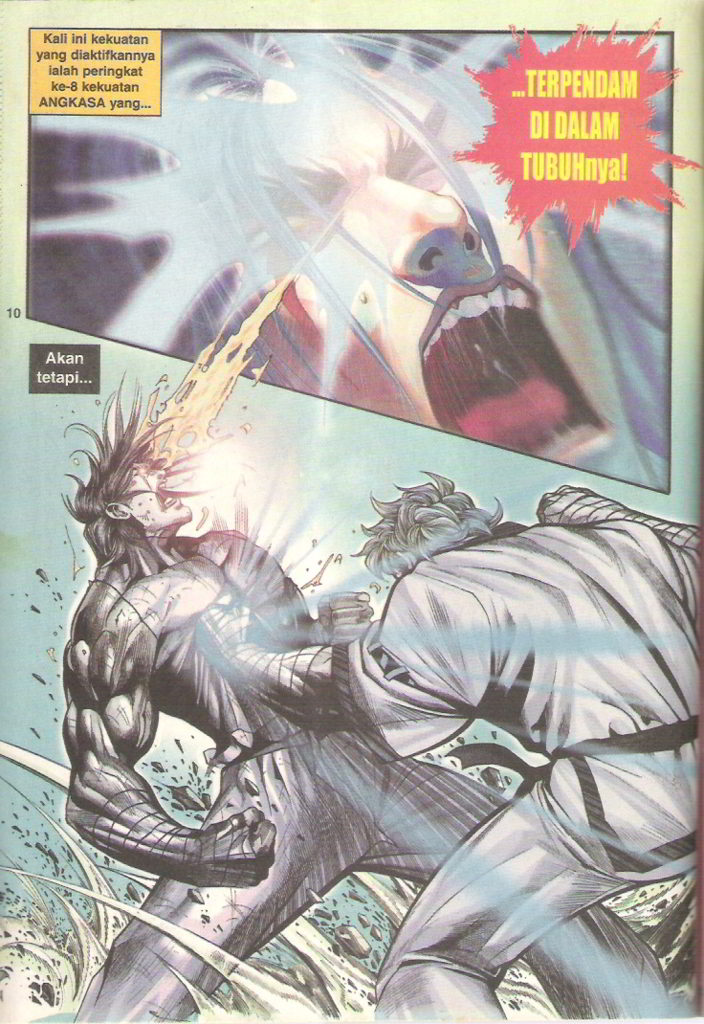 Kali ini kekuatan
yang diaktifkannya
ialah peringkat
ke-8 kekuatan
ANGKASA yang...
...TERPENDAM
DI DALAM
TUBUHnya!
10
Akan
tetapi...